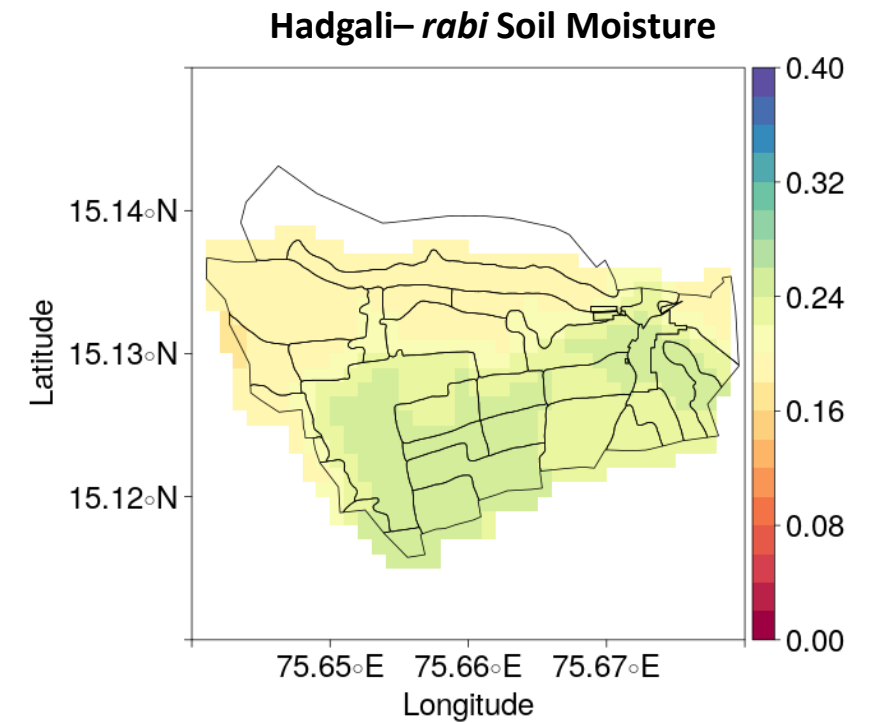 Hadgali– rabi Soil Moisture
0.40
0.32
0.24
0.16
0.08
0.00
15.14◦N
15.13◦N
15.12◦N
Latitude
75.65◦E 75.66◦E 75.67◦E
Longitude